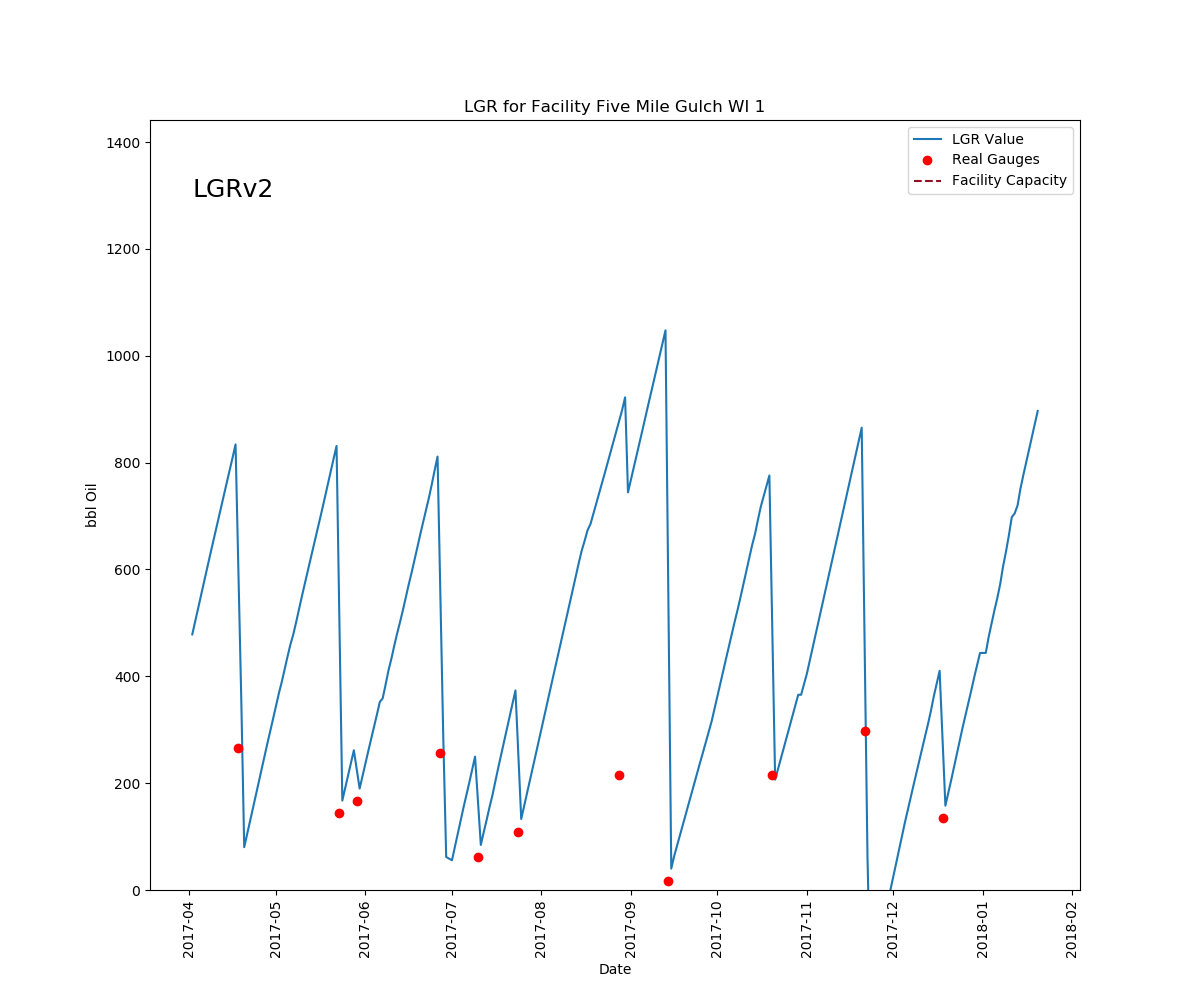 LGR for Facility Five Mile Gulch WI 1
LGRv2
LGR Value
Real Gauges
Facility Capacity
bbl Oil
1400
1200
1000
800
600
400
200
0
2017-04
2017-05
2017-06
2017-07
2017-08
2017-09
2017-10
2017-11
2017-12
2018-01
2018-02
Date